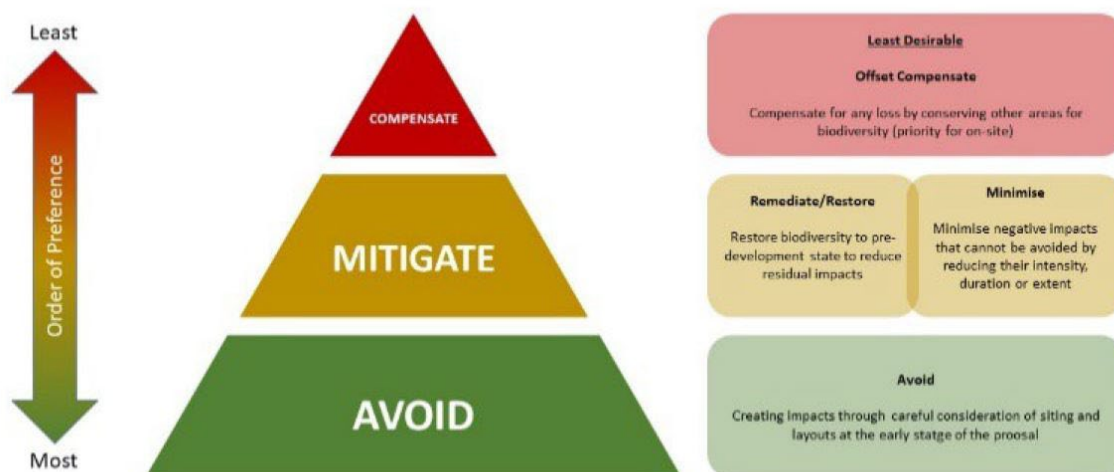 Least
Order of Preference
Most
COMPENSATE
MITIGATE
AVOID
Least Desirable
Offset Compensate
Compensate for any loss by conserving other areas for
biodiversity (priority for on-site)
Remediate/Restore
Restore biodiversity to pre-
development state to reduce
residual impacts
Minimise
Minimise negative impacts
that cannot be avoided by
reducing their intensity,
duration or extent
Avoid
Creating impacts through careful consideration of siting and
layouts at the early statge of the proosal